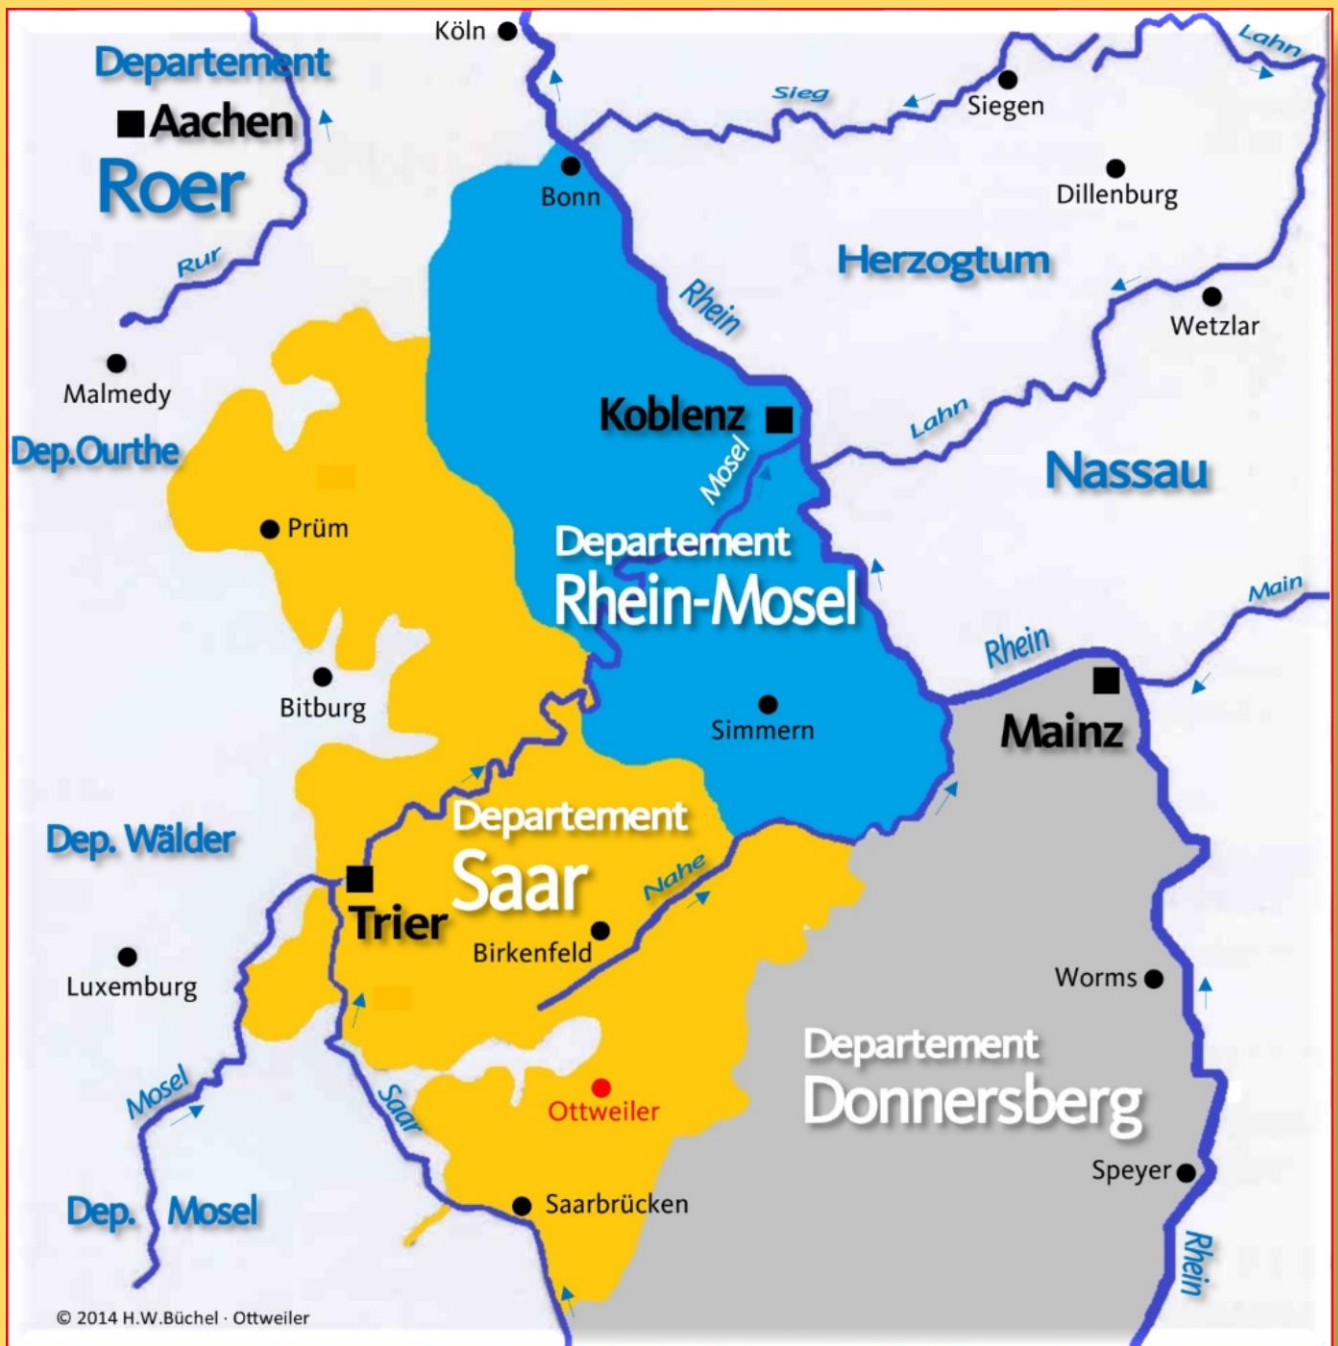 Köln
Departement
Aachen
Roer
Rur
Sieg
Siegen
Lahn
Dillenburg
Bonn
Herzogtum
Rhein
Wetzlar
Malmedy
Dep.Ourthe
Koblenz
Mosel
Lahn
Nassau
Prüm
Departement
Rhein-Mosel
Main
Rhein
Bitburg
Simmern
Mainz
Dep. Wälder
Departement
Saar
Nahe
Trier
Birkenfeld
Luxemburg
Worms
Mosel
Saar
Ottweiler
Departement
Donnersberg
Speyer
Dep. Mosel
Saarbrücken
Rhein
© 2014 H.W.Büchel · Ottweiler